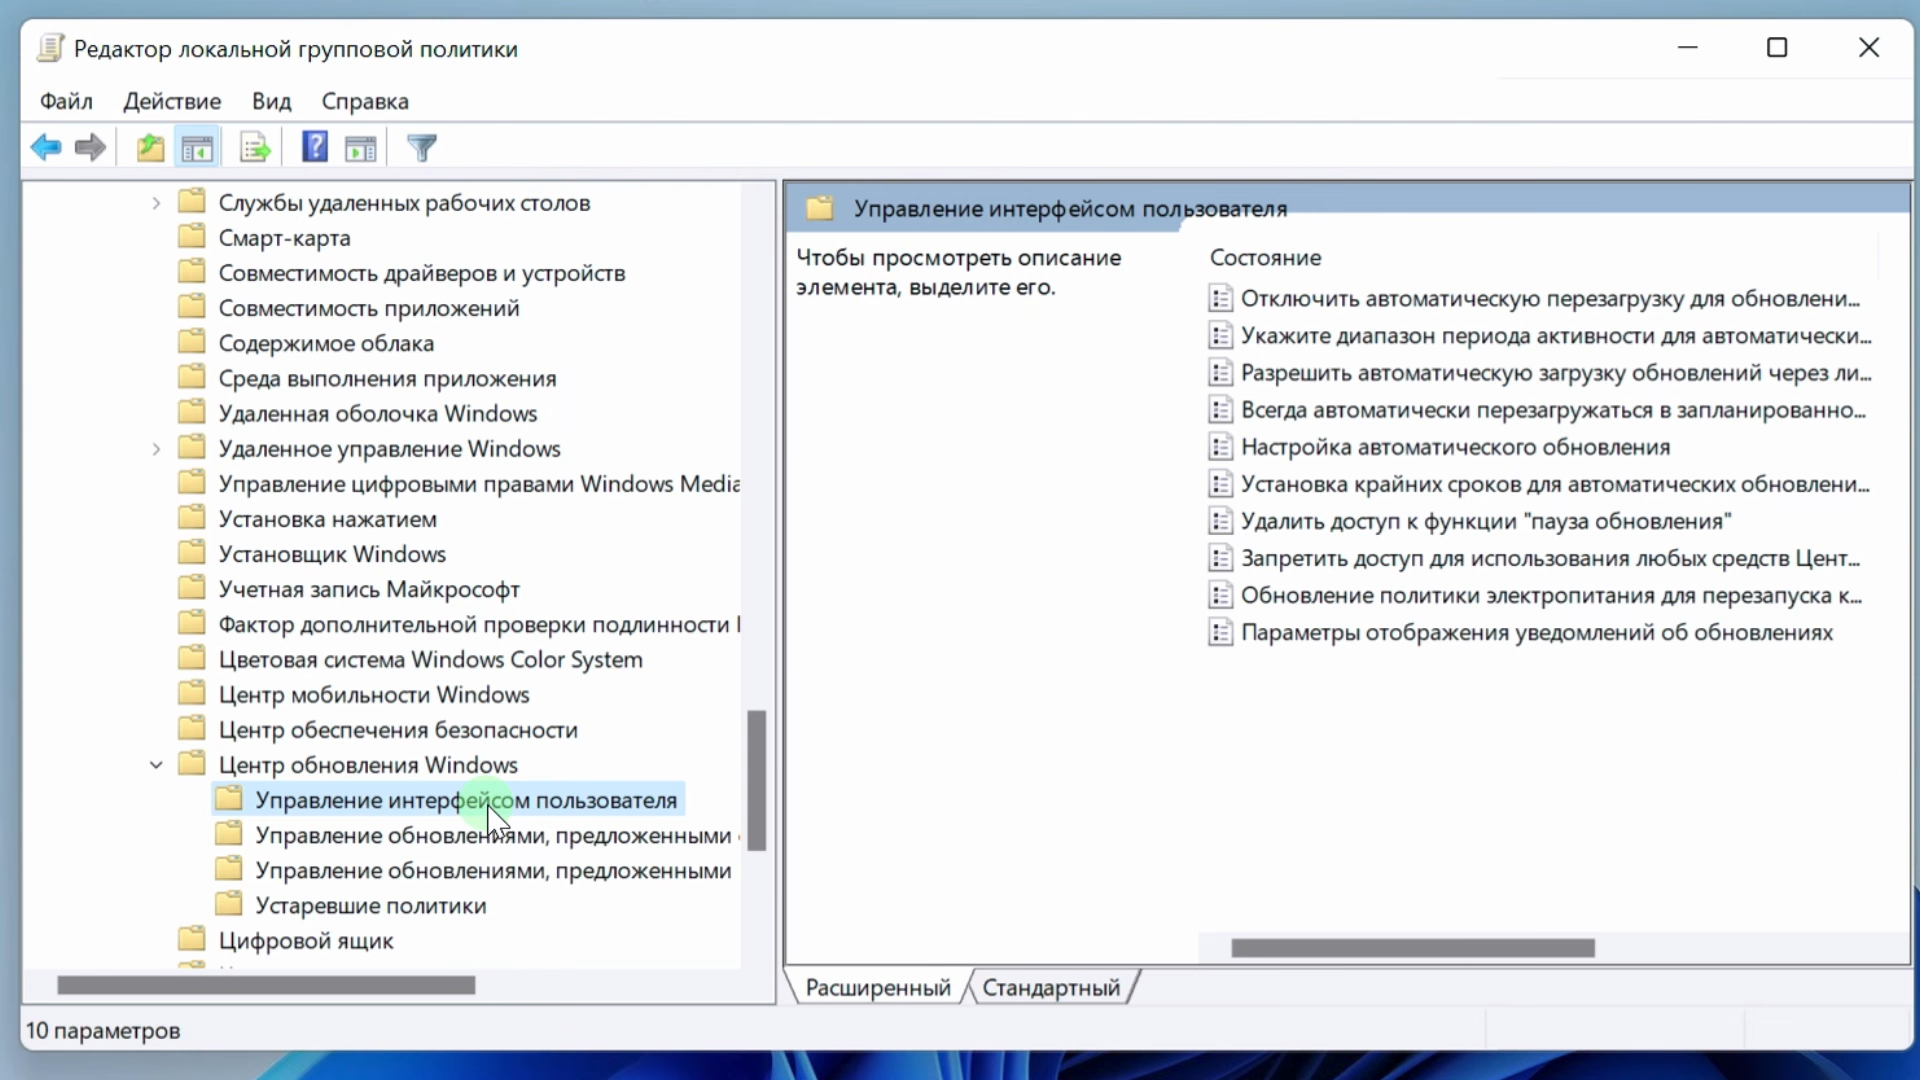 Редактор локальной групповой политики
Файл Действие Вид Справка
Службы удаленных рабочих столов
Смарт-карта
Совместимость драйверов и устройств
Совместимость приложений
Содержимое облака
Среда выполнения приложения
Удаленная оболочка Windows
Удаленное управление Windows
Управление цифровыми правами Windows Media
Установка нажатием
Установщик Windows
Учетная запись Майкрософт
Фактор дополнительной проверки подлинности
Цветовая система Windows Color System
Центр мобильности Windows
Центр обеспечения безопасности
Центр обновления Windows
Управление интерфейсом пользователя
Управление обновлениями, предложенными
Управление обновлениями, предложенными
Устаревшие политики
Цифровой ящик
Управление интерфейсом пользователя
Чтобы просмотреть описание
элемента, выделите его.
Состояние
Отключить автоматическую перезагрузку для обновлени...
Укажите диапазон периода активности для автоматически...
Разрешить автоматическую загрузку обновлений через ли...
Всегда автоматически перезагружаться в запланированно...
Настройка автоматического обновления
Установка крайних сроков для автоматических обновлени...
Удалить доступ к функции "пауза обновления"
Запретить доступ для использования любых средств Цент...
Обновление политики электропитания для перезапуска к...
Параметры отображения уведомлений об обновлениях
Расширенный Стандартный
10 параметров